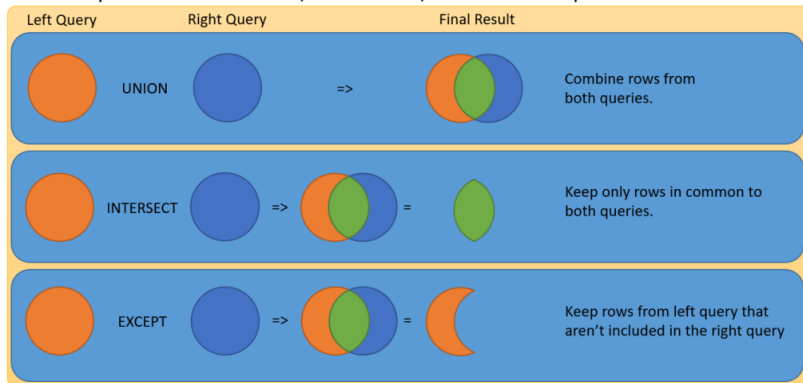 Left Query Right Query Final Result
UNION => Combine rows from
both queries.
INTERSECT => = Keep only rows in common to
both queries.
EXCEPT => = Keep rows from left query that
aren't included in the right query